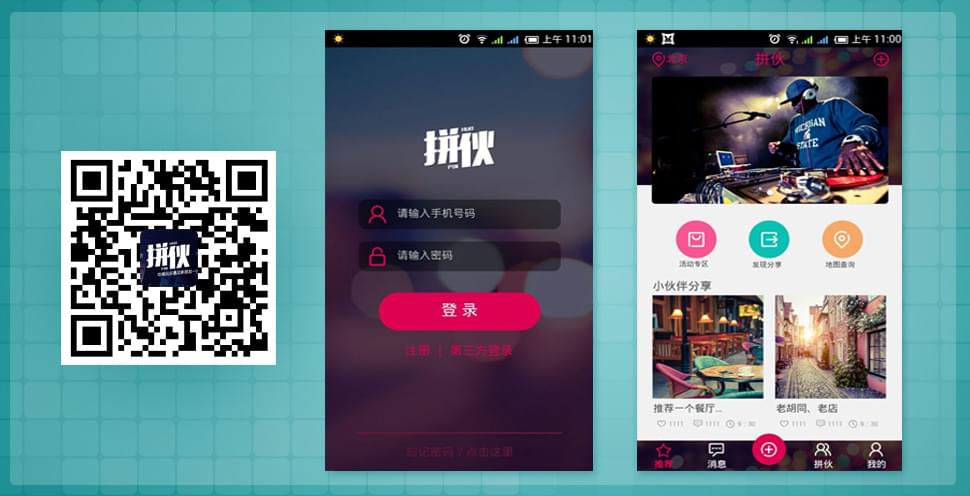 拼伙
上午 11:01
拼伙
请输入手机号码
请输入密码
登录
注册 | 第三方登录
忘记密码？点击这里
上午 11:00
北京
拼伙
MICHIGAN
STATE
活动专区
发现分享
地图查询
小伙伴分享
推荐一个餐厅...
老胡同、老店
1111 1111 9:30
1111 1111 9:30
推荐
消息
拼伙
我的